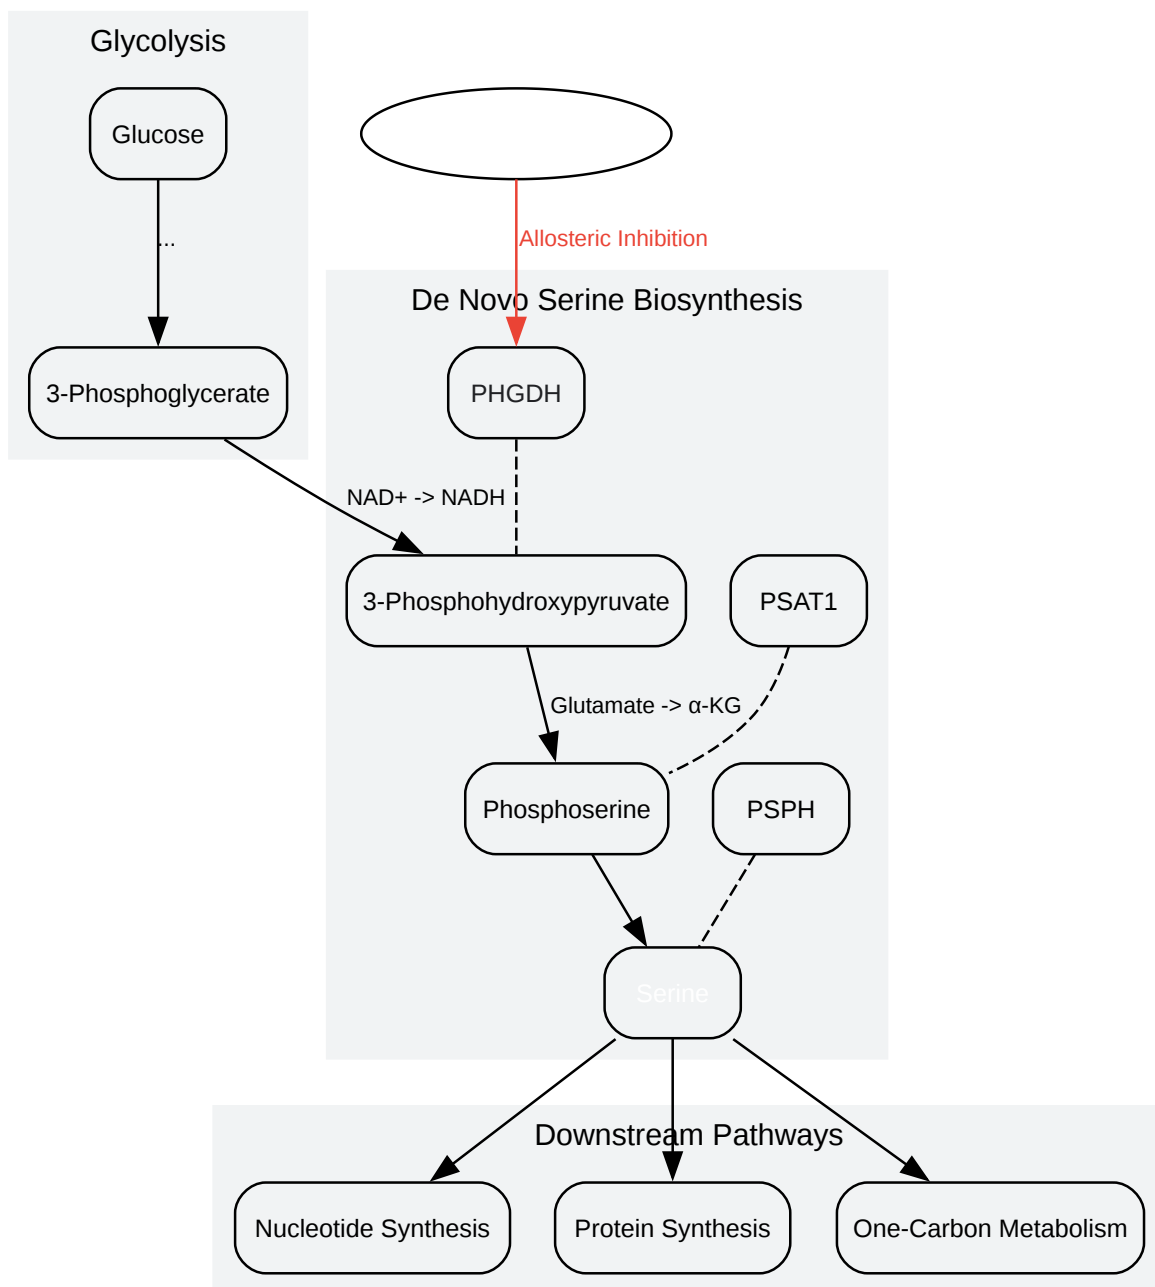 Glycolysis
Glucose
...
Allosteric Inhibition
De Novo Serine Biosynthesis
3-Phosphoglycerate
PHGDH
NAD+ -> NADH
3-Phosphohydroxypyruvate
PSAT1
Glutamate -> α-KG
Phosphoserine
PSPH
Serine
Downstream Pathways
Nucleotide Synthesis
Protein Synthesis
One-Carbon Metabolism